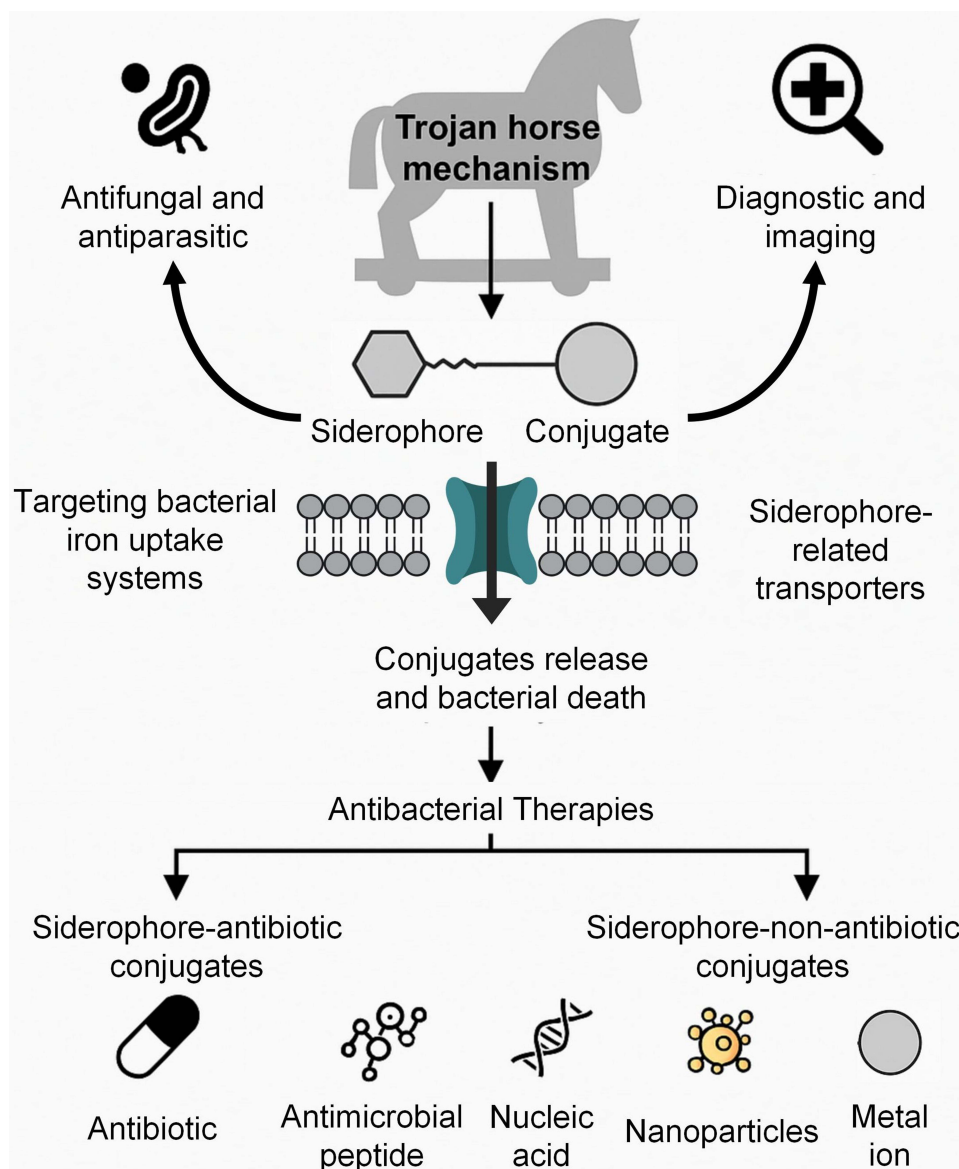 Trojan horse
mechanism
Antifungal and
antiparasitic
Diagnostic and
imaging
Siderophore
Conjugate
Targeting bacterial
iron uptake
systems
Siderophore-
related
transporters
Conjugates release
and bacterial death
Antibacterial Therapies
Siderophore-antibiotic
conjugates
Siderophore-non-antibiotic
conjugates
Antibiotic
Antimicrobial
peptide
Nucleic
acid
Nanoparticles
Metal
ion